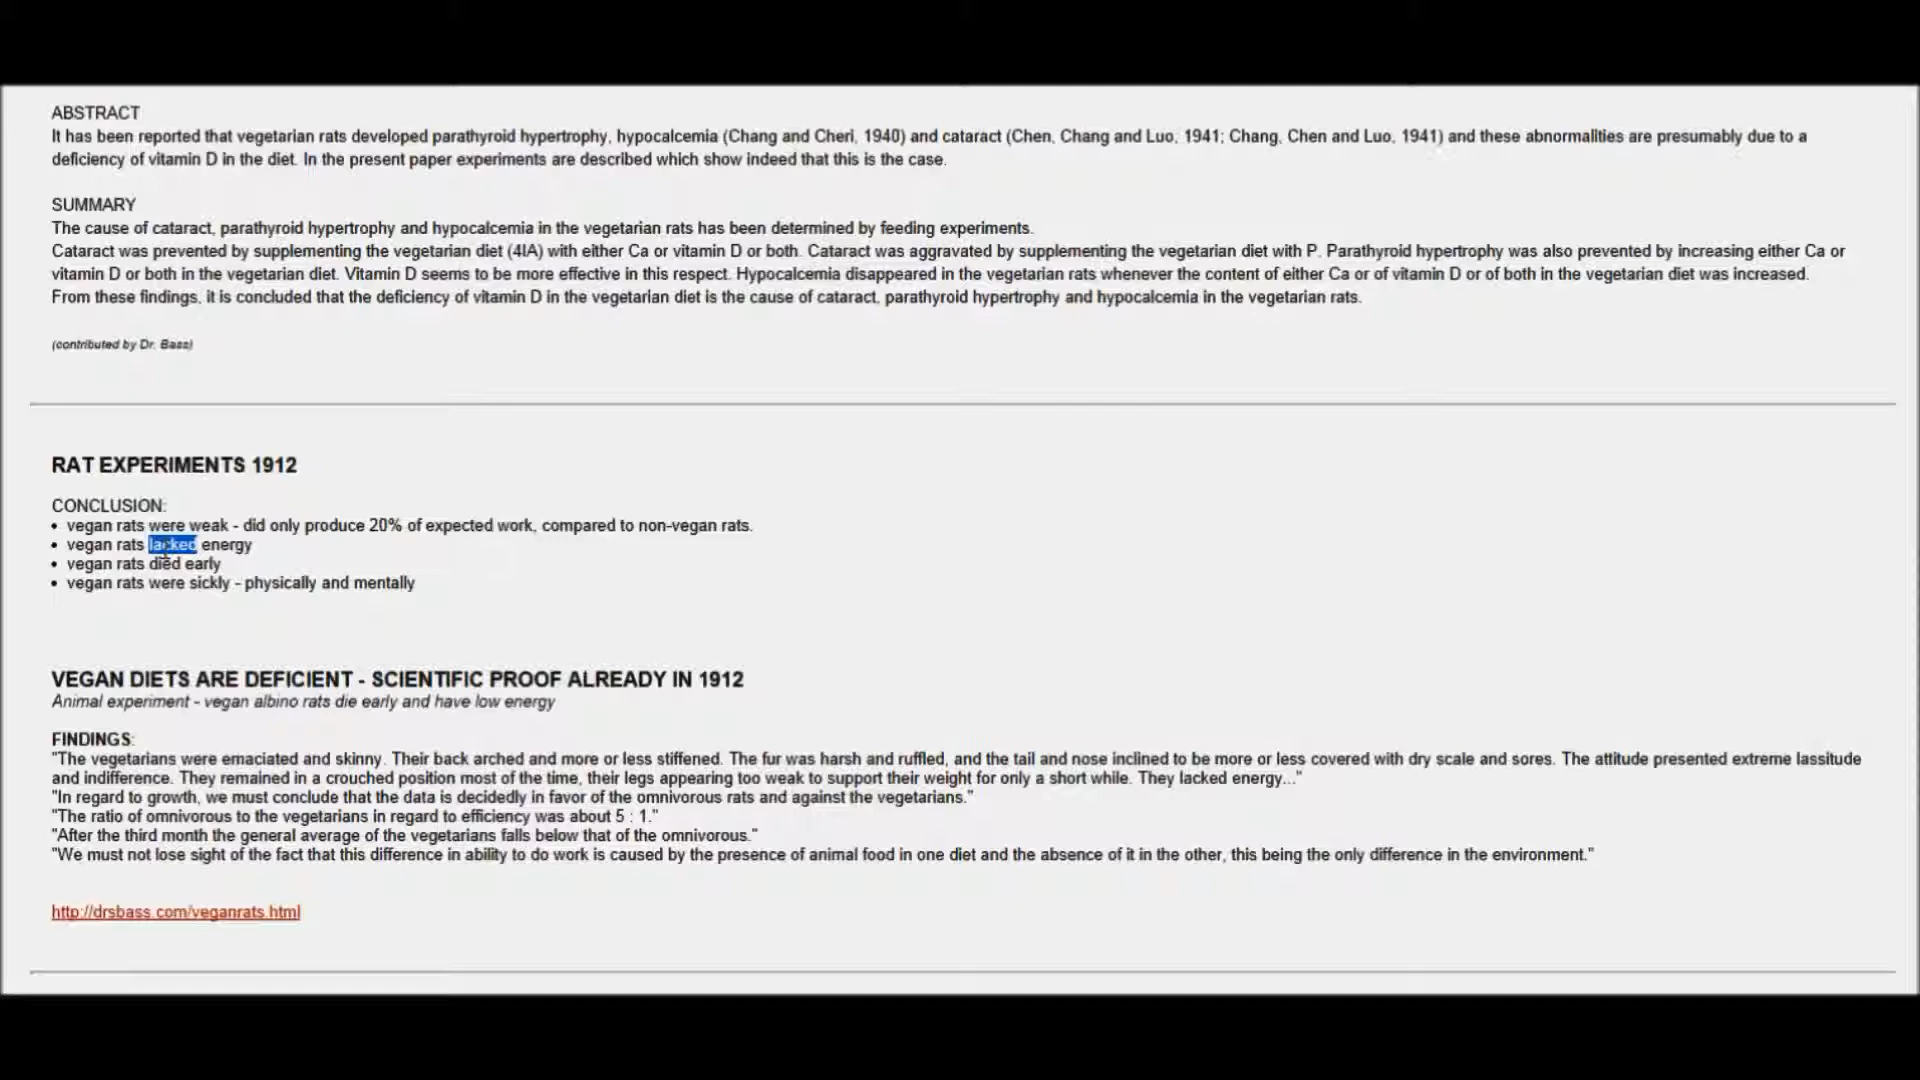 ABSTRACT
It has been reported that vegetarian rats developed parathyroid hypertrophy, hypocalcemia (Chang and Cheri, 1940) and cataract (Chen, Chang and Luo, 1941; Chang, Chen and Luo, 1941) and these abnormalities are presumably due to a
deficiency of vitamin D in the diet. In the present paper experiments are described which show indeed that this is the case.
SUMMARY
The cause of cataract, parathyroid hypertrophy and hypocalcemia in the vegetarian rats has been determined by feeding experiments.
Cataract was prevented by supplementing the vegetarian diet (4IA) with either Ca or vitamin D or both. Cataract was aggravated by supplementing the vegetarian diet with P. Parathyroid hypertrophy was also prevented by increasing either Ca or
vitamin D or both in the vegetarian diet. Vitamin D seems to be more effective in this respect. Hypocalcemia disappeared in the vegetarian rats whenever the content of either Ca or of vitamin D or of both in the vegetarian diet was increased.
From these findings, it is concluded that the deficiency of vitamin D in the vegetarian diet is the cause of cataract, parathyroid hypertrophy and hypocalcemia in the vegetarian rats.
(contributed by Dr. Bass)
RAT EXPERIMENTS 1912
CONCLUSION:
• vegan rats were weak - did only produce 20% of expected work, compared to non-vegan rats.
• vegan rats lacked energy
• vegan rats died early
• vegan rats were sickly - physically and mentally
VEGAN DIETS ARE DEFICIENT - SCIENTIFIC PROOF ALREADY IN 1912
Animal experiment - vegan albino rats die early and have low energy
FINDINGS:
"The vegetarians were emaciated and skinny. Their back arched and more or less stiffened. The fur was harsh and ruffled, and the tail and nose inclined to be more or less covered with dry scale and sores. The attitude presented extreme lassitude
and indifference. They remained in a crouched position most of the time, their legs appearing too weak to support their weight for only a short while. They lacked energy..."
"In regard to growth, we must conclude that the data is decidedly in favor of the omnivorous rats and against the vegetarians."
"The ratio of omnivorous to the vegetarians in regard to efficiency was about 5 : 1."
"After the third month the general average of the vegetarians falls below that of the omnivorous."
"We must not lose sight of the fact that this difference in ability to do work is caused by the presence of animal food in one diet and the absence of it in the other, this being the only difference in the environment."
http://drsbass.com/veganrats.html